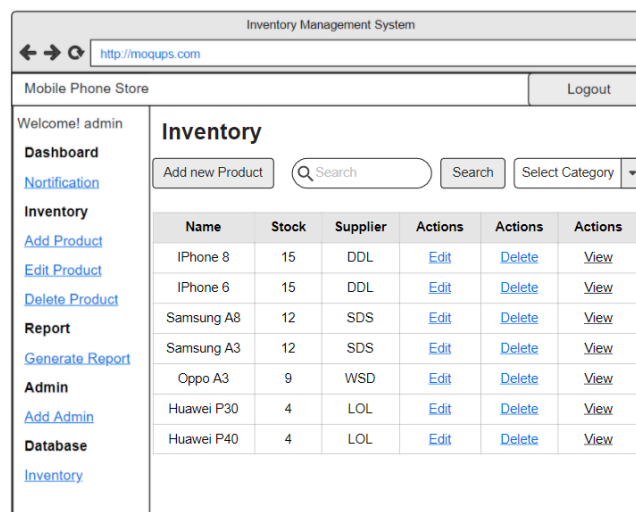 Inventory Management System
http://moqups.com
Mobile Phone Store
Logout
Welcome! admin
Dashboard
Nortification
Inventory
Add Product
Edit Product
Delete Product
Report
Generate Report
Admin
Add Admin
Database
Inventory
Inventory
Add new Product
Search
Search
Select Category
Name Stock Supplier Actions Actions Actions
IPhone 8 15 DDL Edit Delete View
IPhone 6 15 DDL Edit Delete View
Samsung A8 12 SDS Edit Delete View
Samsung A3 12 SDS Edit Delete View
Oppo A3 9 WSD Edit Delete View
Huawei P30 4 LOL Edit Delete View
Huawei P40 4 LOL Edit Delete View